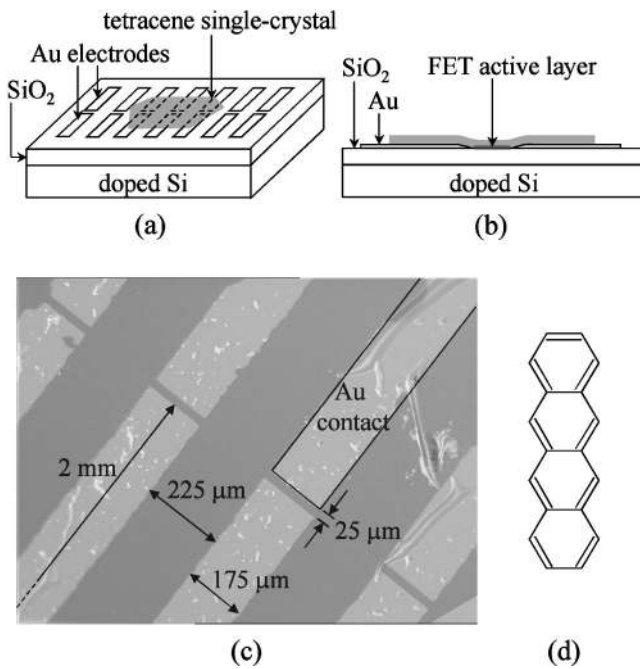 tetracene single-crystal
Au electrodes
SiO2
doped Si
(a)
SiO2
FET active layer
Au
doped Si
(b)
Au
contact
2 mm
225 μm
25 μm
175 μm
(c)
(d)